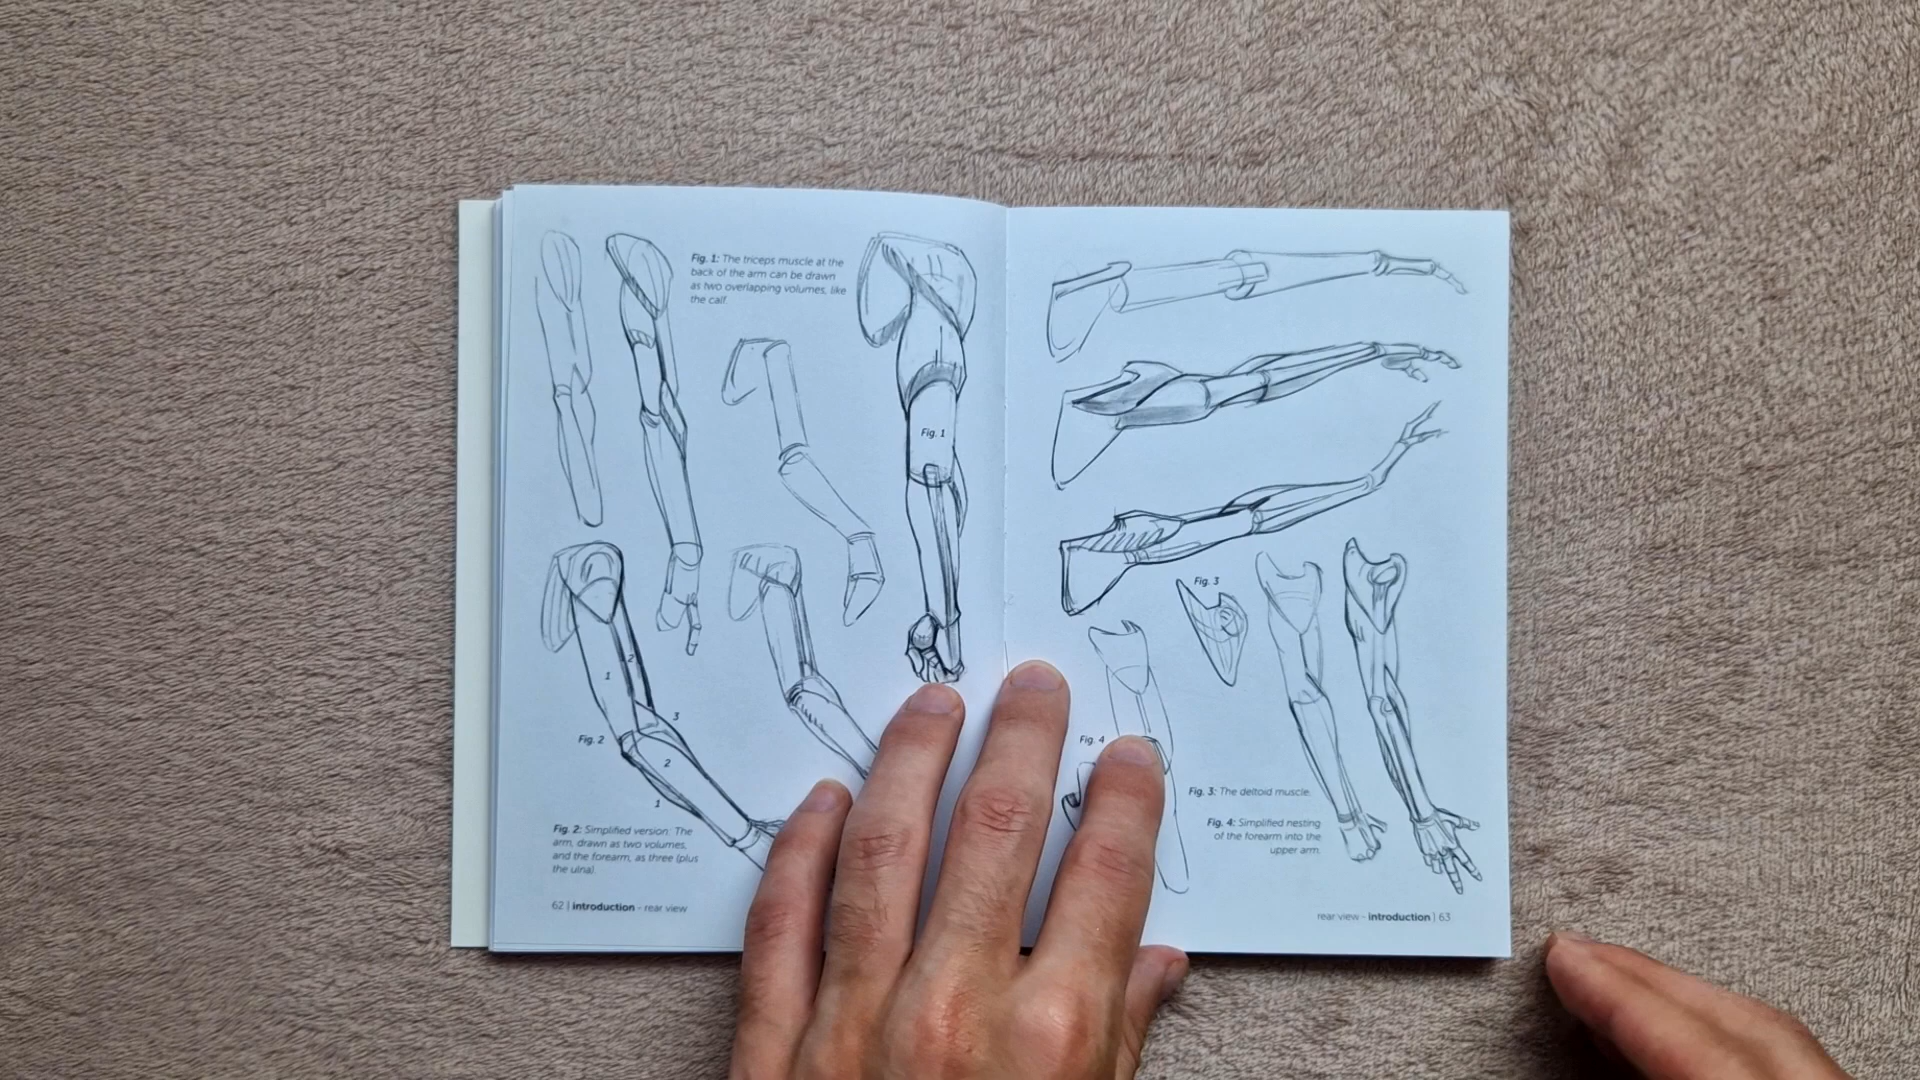 Fig. 1: The triceps muscle at the
back of the arm can be drawn
as two overlapping volumes, like
the calf.
Fig. 1
1
2
3
Fig. 2
2
1
Fig. 2: Simplified version: The
arm, drawn as two volumes,
and the forearm, as three (plus
the ulna).
62 | introduction - rear view
Fig. 3
Fig. 4
Fig. 3: The deltoid muscle.
Fig. 4: Simplified nesting
of the forearm into the
upper arm.
rear view - introduction | 63